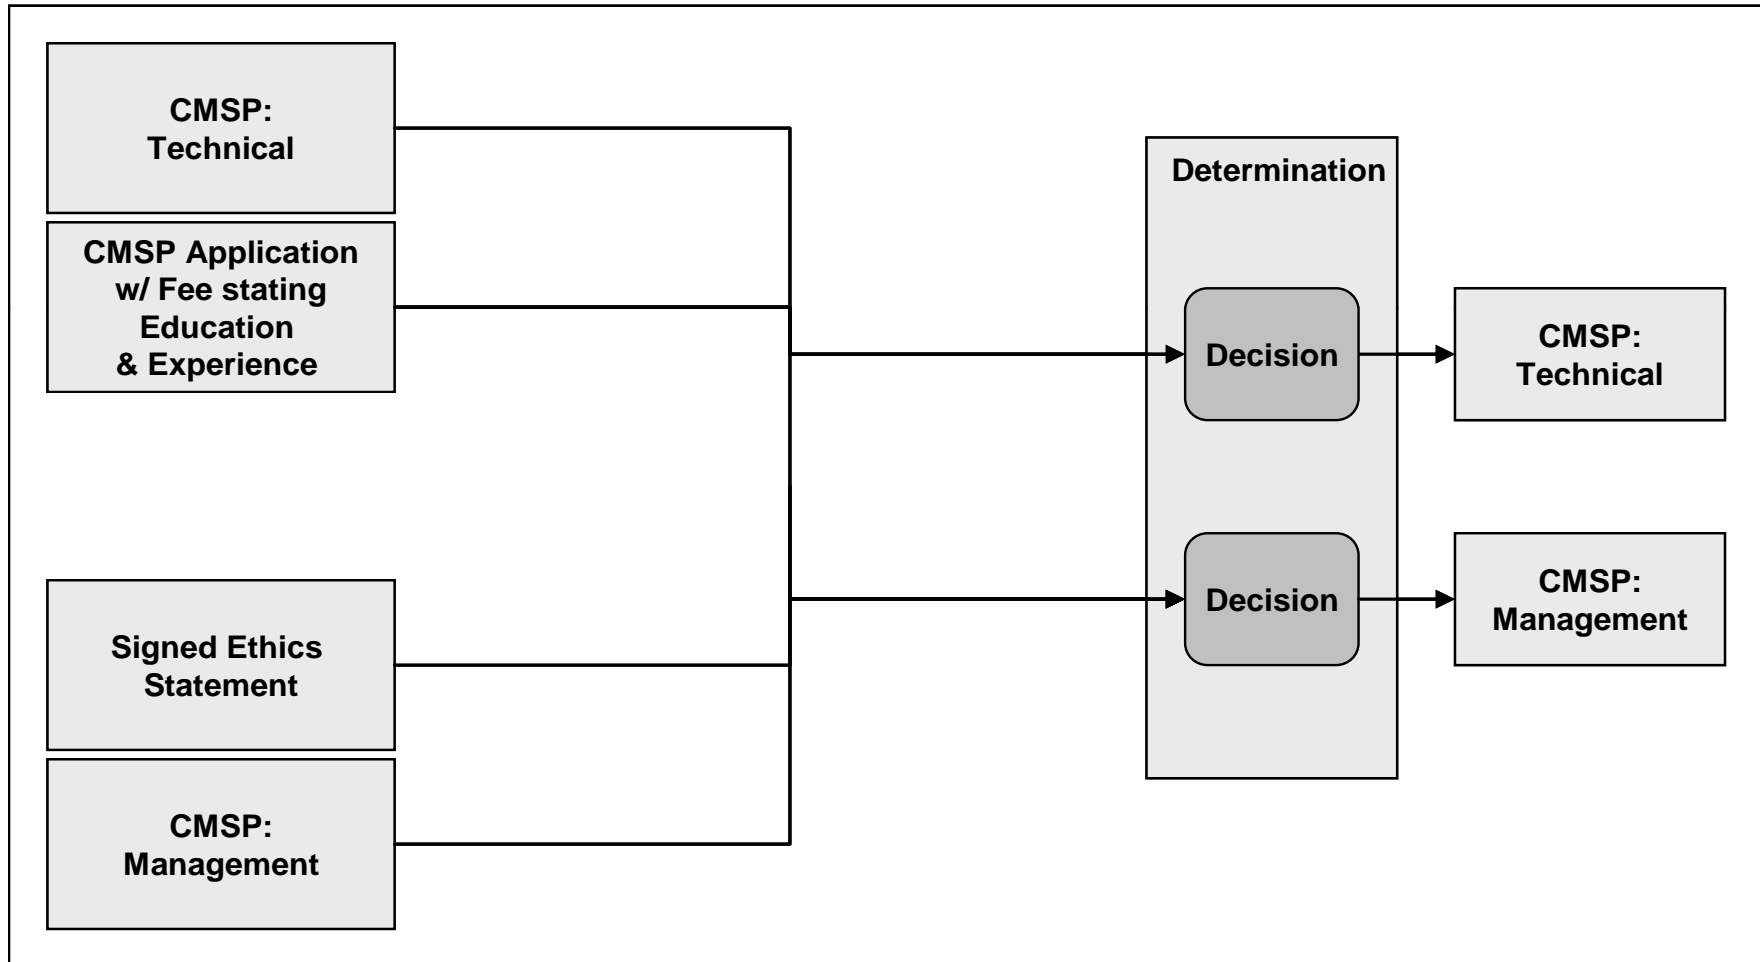 CMSP:
Technical
CMSP Application
w/ Fee stating
Education
& Experience
Signed Ethics
Statement
CMSP:
Management
Determination
Decision
Decision
CMSP:
Technical
CMSP:
Management